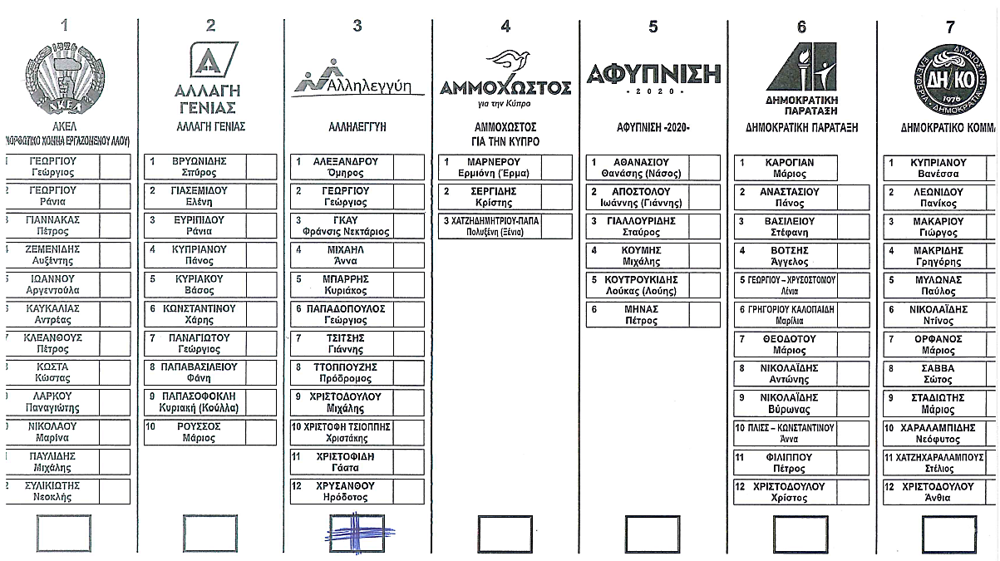 1
1926
ΑΚΕΛ
ΑΚΕΛ
ΝΟΡΘΩΤΙΚΟ ΚΟΜΜΑ ΕΡΓΑΖΟΜΕΝΟΥ ΛΑΟΥ)
ΓΕΩΡΓΙΟΥ
Γεώργιος
2 ΓΕΩΡΓΙΟΥ
Ράνια
3 ΓΙΑΝΝΑΚΑΣ
Πέτρος
ΖΕΜΕΝΙΔΗΣ
Αυξέντης
5 ΙΩΑΝΝΟΥ
Αργεντούλα
6 ΚΑΥΚΑΛΙΑΣ
Αντρέας
7 ΚΛΕΑΝΘΟΥΣ
Πέτρος
8 ΚΩΣΤΑ
Κώστας
9 ΛΑΡΚΟΥ
Παναγιώτης
0 ΝΙΚΟΛΑΟΥ
Μαρίνα
1 ΠΑΥΛΙΔΗΣ
Μιχάλης
2 ΣΥΛΙΚΙΩΤΗΣ
Νεοκλής
2
Α
ΑΛΛΑΓΗ
ΓΕΝΙΑΣ
ΑΛΛΑΓΗ ΓΕΝΙΑΣ
1 ΒΡΥΩΝΙΔΗΣ
Σπύρος
2 ΓΙΑΣΕΜΙΔΟΥ
Ελένη
3 ΕΥΡΙΠΙΔΟΥ
Ράνια
4 ΚΥΠΡΙΑΝΟΥ
Πάνος
5 ΚΥΡΙΑΚΟΥ
Βάσος
6 ΚΩΝΣΤΑΝΤΙΝΟΥ
Χάρης
7 ΠΑΝΑΓΙΩΤΟΥ
Γεώργιος
8 ΠΑΠΑΒΑΣΙΛΕΙΟΥ
Φάνη
9 ΠΑΠΑΣΟΦΟΚΛΗ
Κυριακή (Κούλλα)
10 ΡΟΥΣΣΟΣ
Μάριος
3
Αλληλεγγύη
ΑΛΛΗΛΕΓΓΥΗ
1 ΑΛΕΞΑΝΔΡΟΥ
Όμηρος
2 ΓΕΩΡΓΙΟΥ
Γεώργιος
3 ΓΚΑΥ
Φράνσις Νεκτάριος
4 ΜΙΧΑΗΛ
Άννα
5 ΜΠΑΡΡΗΣ
Κυριάκος
6 ΠΑΠΑΔΟΠΟΥΛΟΣ
Γεώργιος
7 ΤΣΙΤΣΗΣ
Γιάννης
8 ΤΤΟΠΠΟΥΖΗΣ
Πρόδρομος
9 ΧΡΙΣΤΟΔΟΥΛΟΥ
Μιχάλης
10 ΧΡΙΣΤΟΦΗ ΤΣΙΟΠΠΗΣ
Χριστάκης
11 ΧΡΙΣΤΟΦΙΔΗ
Γάατα
12 ΧΡΥΣΑΝΘΟΥ
Ηρόδοτος
4
ΑΜΜΟΧΩΣΤΟΣ
για την Κύπρο
ΑΜΜΟΧΩΣΤΟΣ
ΓΙΑ ΤΗΝ ΚΥΠΡΟ
1 ΜΑΡΝΕΡΟΥ
Ερμιόνη (Έρμα)
2 ΣΕΡΓΙΔΗΣ
Κρίστης
3 ΧΑΤΖΗΔΗΜΗΤΡΙΟΥ-ΠΑΠΑ
Πολυξένη (Ξένια)
5
ΑΦΥΠΝΙΣΗ
- 2020 -
ΑΦΥΠΝΙΣΗ -2020-
1 ΑΘΑΝΑΣΙΟΥ
Θανάσης (Νάσος)
2 ΑΠΟΣΤΟΛΟΥ
Ιωάννης (Γιάννης)
3 ΓΙΑΛΛΟΥΡΙΔΗΣ
Σταύρος
4 ΚΟΥΜΗΣ
Μιχάλης
5 ΚΟΥΤΡΟΥΚΙΔΗΣ
Λούκας (Λούης)
6 ΜΗΝΑΣ
Πέτρος
6
ΔΗΜΟΚΡΑΤΙΚΗ
ΠΑΡΑΤΑΞΗ
ΔΗΜΟΚΡΑΤΙΚΗ ΠΑΡΑΤΑΞΗ
1 ΚΑΡΟΓΙΑΝ
Μάριος
2 ΑΝΑΣΤΑΣΙΟΥ
Πάνος
3 ΒΑΣΙΛΕΙΟΥ
Στέφανη
4 ΒΟΤΣΗΣ
Άγγελος
5 ΓΕΩΡΓΙΟΥ – ΧΡΥΣΟΣΤΟΜΟΥ
Λένια
6 ΓΡΗΓΟΡΙΟΥ ΚΑΛΟΠΑΙΔΗ
Μαρίλια
7 ΘΕΟΔΟΤΟΥ
Μάριος
8 ΝΙΚΟΛΑΪΔΗΣ
Αντώνης
9 ΝΙΚΟΛΑΪΔΗΣ
Βύρωνας
10 ΠΛΙΣΣ – ΚΩΝΣΤΑΝΤΙΝΟΥ
Άννα
11 ΦΙΛΙΠΠΟΥ
Πέτρος
12 ΧΡΙΣΤΟΔΟΥΛΟΥ
Χρίστος
7
ΕΛΕΥΘΕΡΙΑ · ΔΗΜΟΚΡΑΤΙΑ · ΔΙΚΑΙΟΣΥΝΗ
ΔΗΚΟ
1976
ΔΗΜΟΚΡΑΤΙΚΟ ΚΟΜΜ
1 ΚΥΠΡΙΑΝΟΥ
Βανέσσα
2 ΛΕΩΝΙΔΟΥ
Πανίκος
3 ΜΑΚΑΡΙΟΥ
Γιώργος
4 ΜΑΚΡΙΔΗΣ
Γρηγόρης
5 ΜΥΛΩΝΑΣ
Παύλος
6 ΝΙΚΟΛΑΪΔΗΣ
Ντίνος
7 ΟΡΦΑΝΟΣ
Μάριος
8 ΣΑΒΒΑ
Σώτος
9 ΣΤΑΔΙΩΤΗΣ
Μάριος
10 ΧΑΡΑΛΑΜΠΙΔΗΣ
Νεόφυτος
11 ΧΑΤΖΗΧΑΡΑΛΑΜΠΟΥΣ
Στέλιος
12 ΧΡΙΣΤΟΔΟΥΛΟΥ
Άνθια